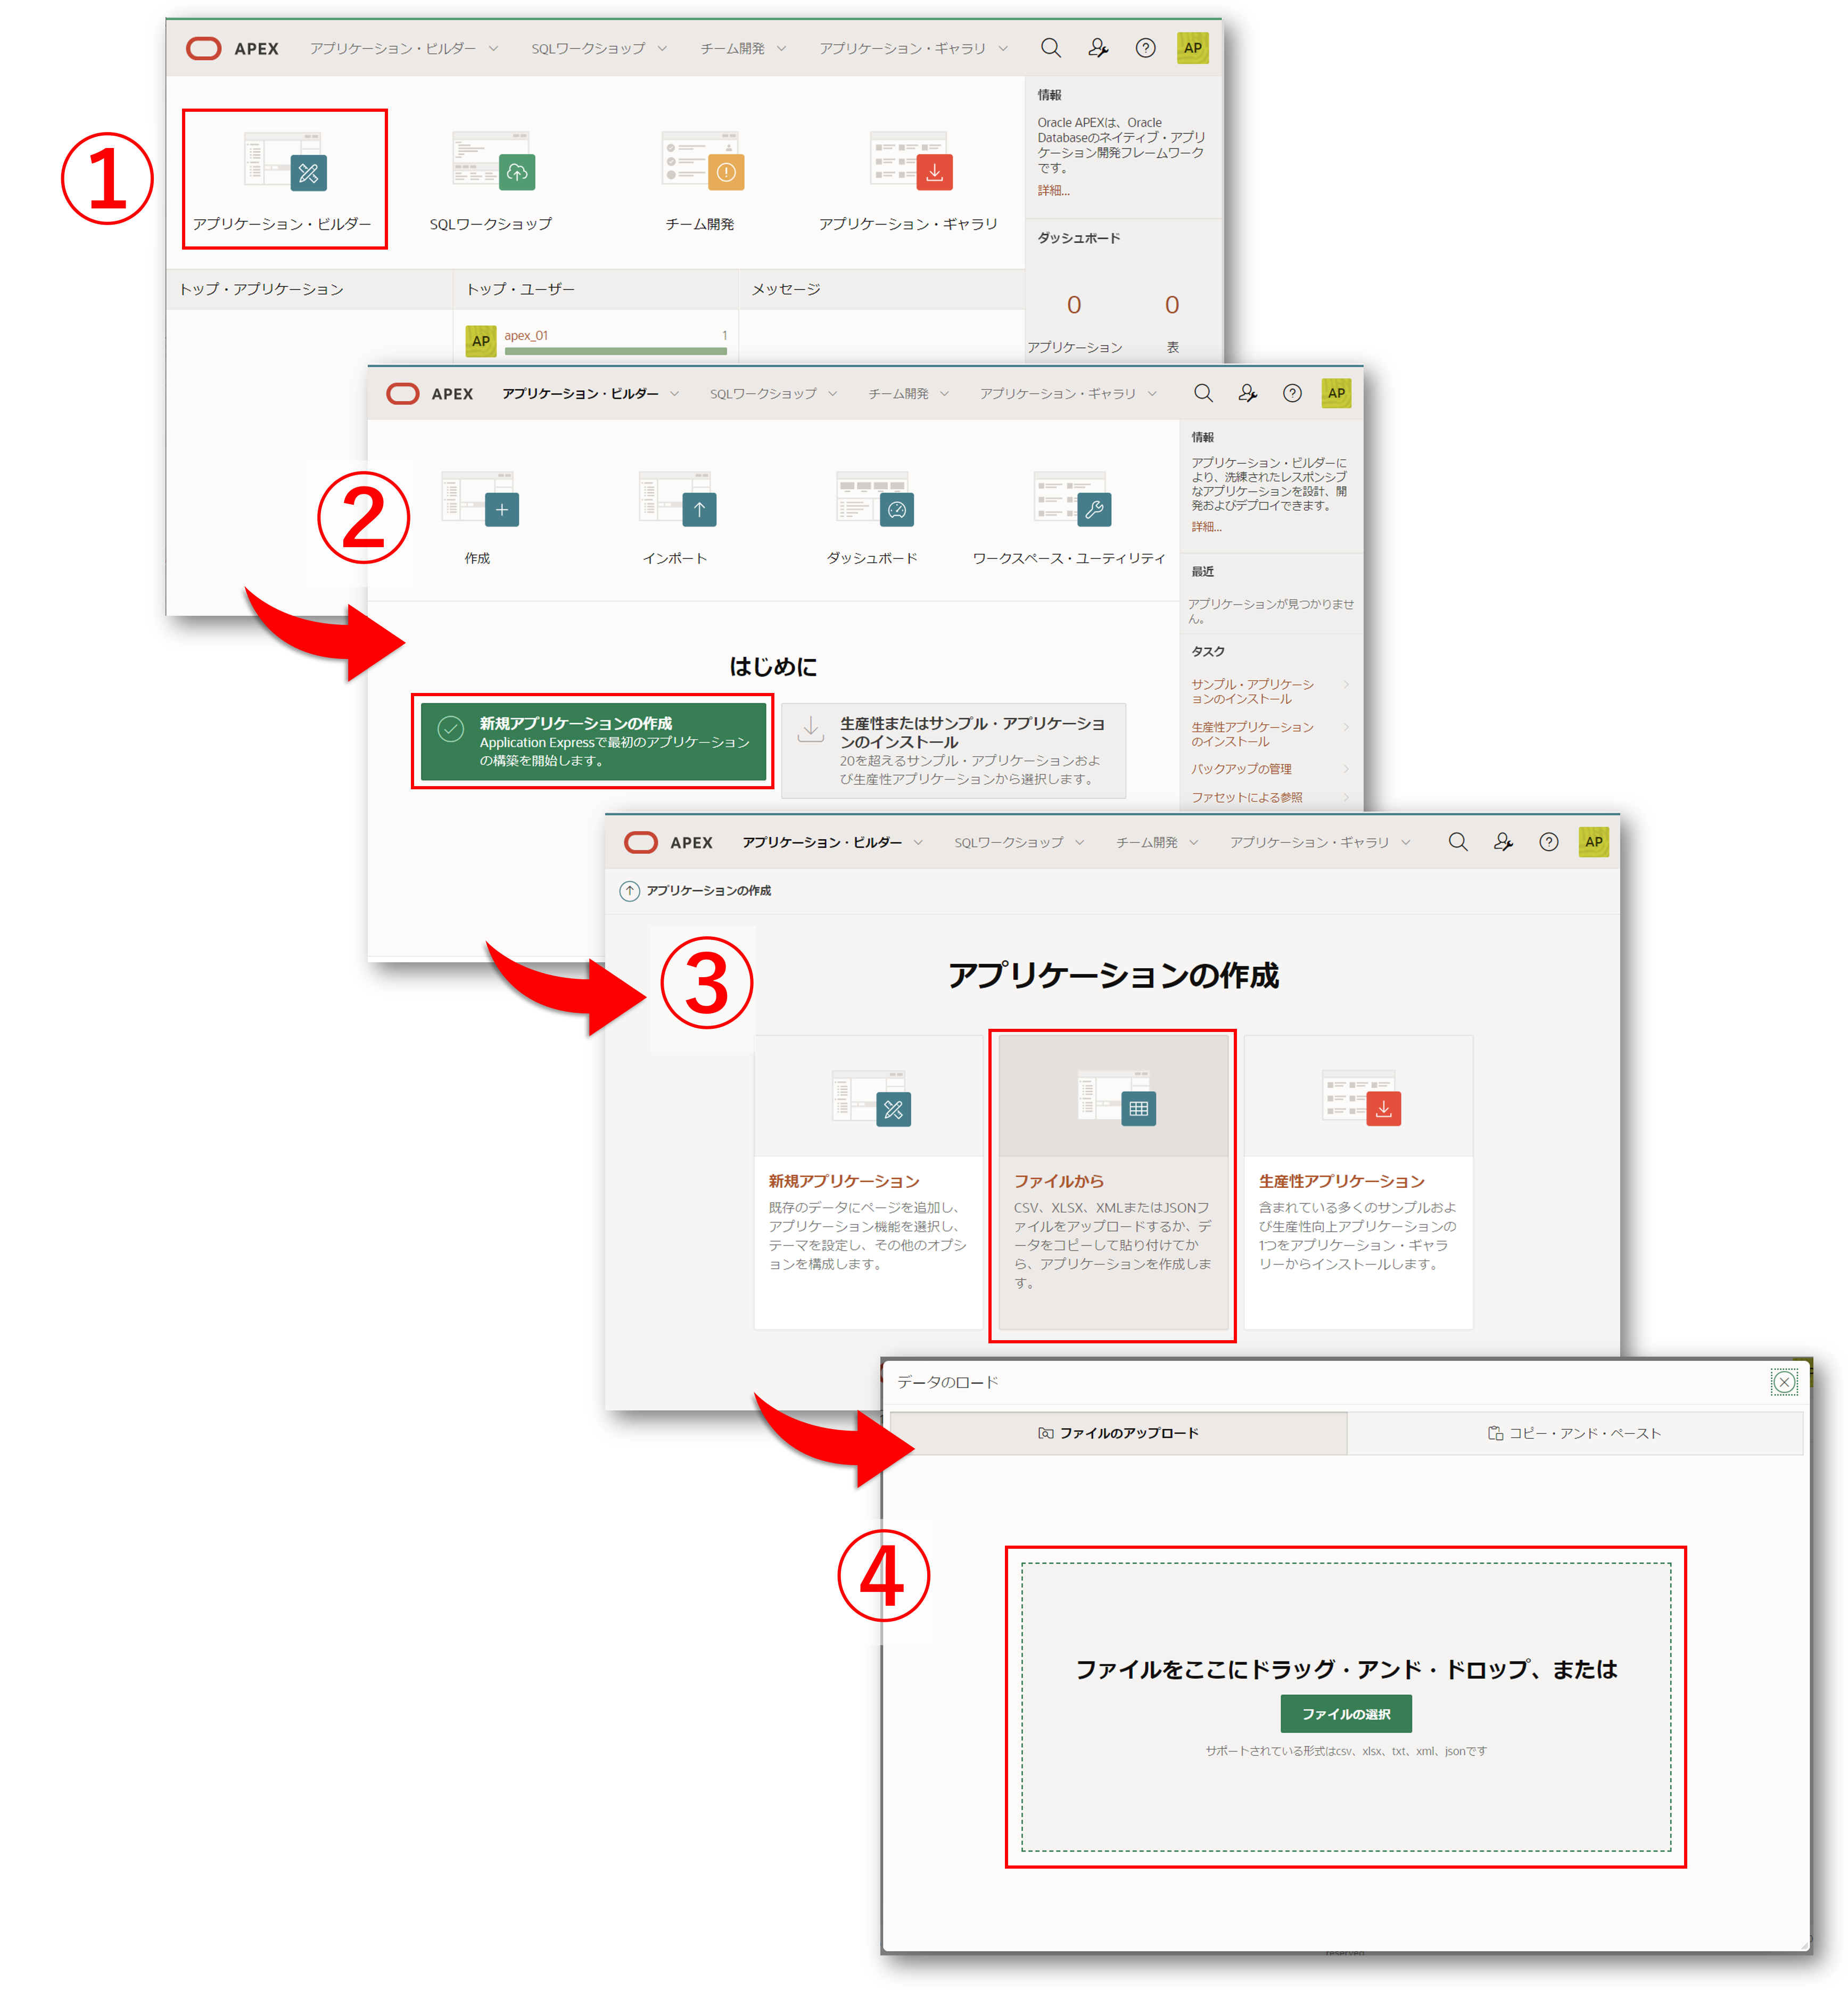 ①
APEX アプリケーション・ビルダー SQLワークショップ チーム開発 アプリケーション・ギャラリ AP
アプリケーション・ビルダー
SQLワークショップ
チーム開発
アプリケーション・ギャラリ
情報
Oracle APEXは、Oracle
Databaseのネイティブ・アプリ
ケーション開発フレームワーク
です。
詳細...
ダッシュボード
0 0
アプリケーション 表
トップ・アプリケーション
トップ・ユーザー
メッセージ
AP apex_01 1
②
APEX アプリケーション・ビルダー SQLワークショップ チーム開発 アプリケーション・ギャラリ AP
作成
インポート
ダッシュボード
ワークスペース・ユーティリティ
情報
アプリケーション・ビルダーに
より、洗練されたレスポンシブ
なアプリケーションを設計、開
発およびデプロイできます。
詳細...
最近
アプリケーションが見つかりませ
ん。
タスク
サンプル・アプリケーシ
ョンのインストール
生産性アプリケーション
のインストール
バックアップの管理
ファセットによる参照
はじめに
新規アプリケーションの作成
Application Expressで最初のアプリケーション
の構築を開始します。
生産性またはサンプル・アプリケーショ
ンのインストール
20を超えるサンプル・アプリケーションおよ
び生産性アプリケーションから選択します。
③
APEX アプリケーション・ビルダー SQLワークショップ チーム開発 アプリケーション・ギャラリ AP
アプリケーションの作成
アプリケーションの作成
新規アプリケーション
既存のデータにページを追加し、
アプリケーション機能を選択し、
テーマを設定し、その他のオプシ
ョンを構成します。
ファイルから
CSV、XLSX、XMLまたはJSONフ
ァイルをアップロードするか、デ
ータをコピーして貼り付けてか
ら、アプリケーションを作成しま
す。
生産性アプリケーション
含まれている多くのサンプルおよ
び生産性向上アプリケーションの
1つをアプリケーション・ギャラ
リーからインストールします。
④
データのロード
ファイルのアップロード
コピー・アンド・ペースト
ファイルをここにドラッグ・アンド・ドロップ、または
ファイルの選択
サポートされている形式はcsv、xlsx、txt、xml、jsonです
reserved